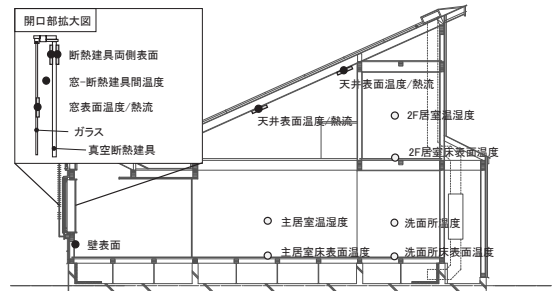 開口部拡大図
断熱建具両側表面
窓-断熱建具間温度
窓表面温度/熱流
ガラス
真空断熱建具
天井表面温度/熱流
天井表面温度/熱流
2F居室温湿度
2F居室床表面温度
主居室温湿度
洗面所温度
壁表面
主居室床表面温度
洗面所床表面温度